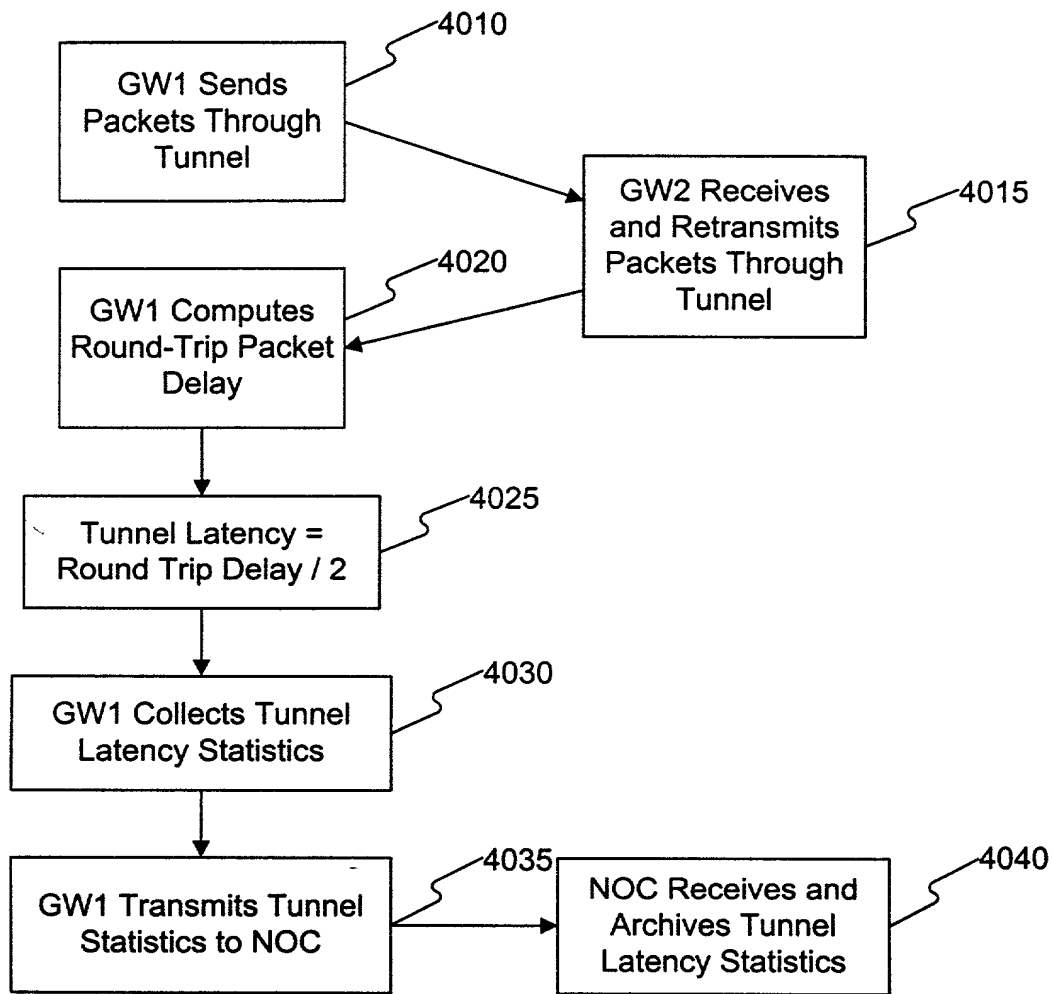 4010
GW1 Sends
Packets Through
Tunnel
GW2 Receives
and Retransmits
Packets Through
Tunnel
4015
4020
GW1 Computes
Round-Trip Packet
Delay
4025
Tunnel Latency =
Round Trip Delay / 2
4030
GW1 Collects Tunnel
Latency Statistics
4035
GW1 Transmits Tunnel
Statistics to NOC
4040
NOC Receives and
Archives Tunnel
Latency Statistics